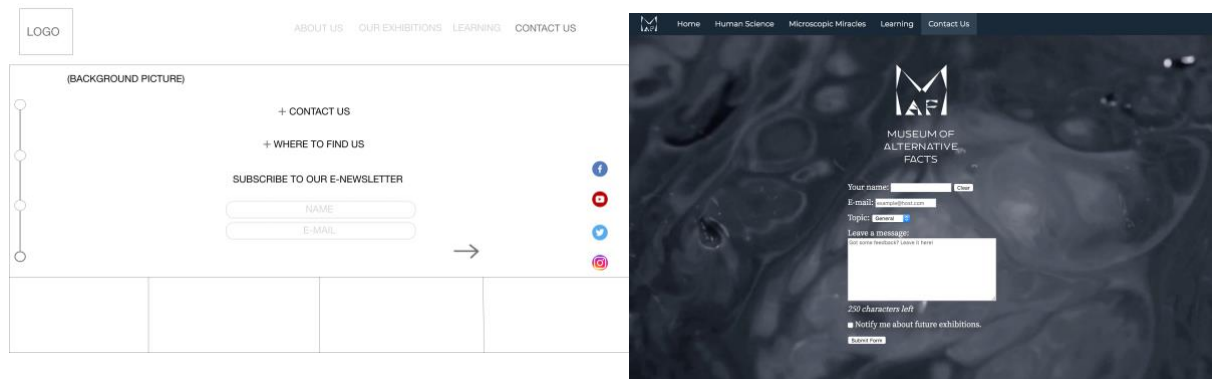 LOGO
ABOUT US OUR EXHIBITIONS LEARNING CONTACT US
(BACKGROUND PICTURE)
+ CONTACT US
+ WHERE TO FIND US
SUBSCRIBE TO OUR E-NEWSLETTER
NAME
E-MAIL
MAF Home Human Science Microscopic Miracles Learning Contact Us
MAF
MUSEUM OF
ALTERNATIVE
FACTS
Your name: Clear
E-mail: example@host.com
Topic: General
Leave a message:
Got some feedback? Leave it here!
250 characters left
Notify me about future exhibitions.
Submit Form